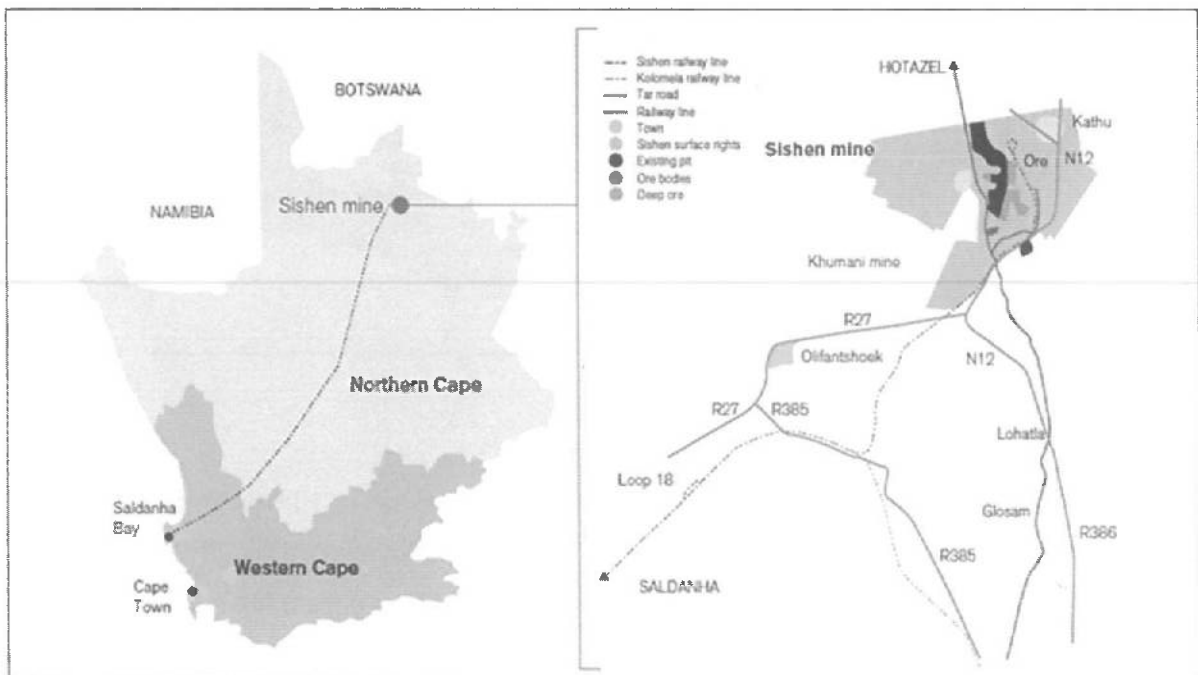 BOTSWANA
NAMIBIA
Sishen mine
Northern Cape
Saldanha
Bay
Western Cape
Cape
Town
Sishen railway line
Kolomela railway line
Tar road
Railway line
Town
Sishen surface rights
Existing pit
Ore bodies
Deep ore
HOTAZEL
Kathu
Sishen mine
Ore
N12
Khumani mine
R27
Olifantshoek
N12
R27
R385
Lohatla
Loop 18
Glosam
R386
R385
SALDANHA